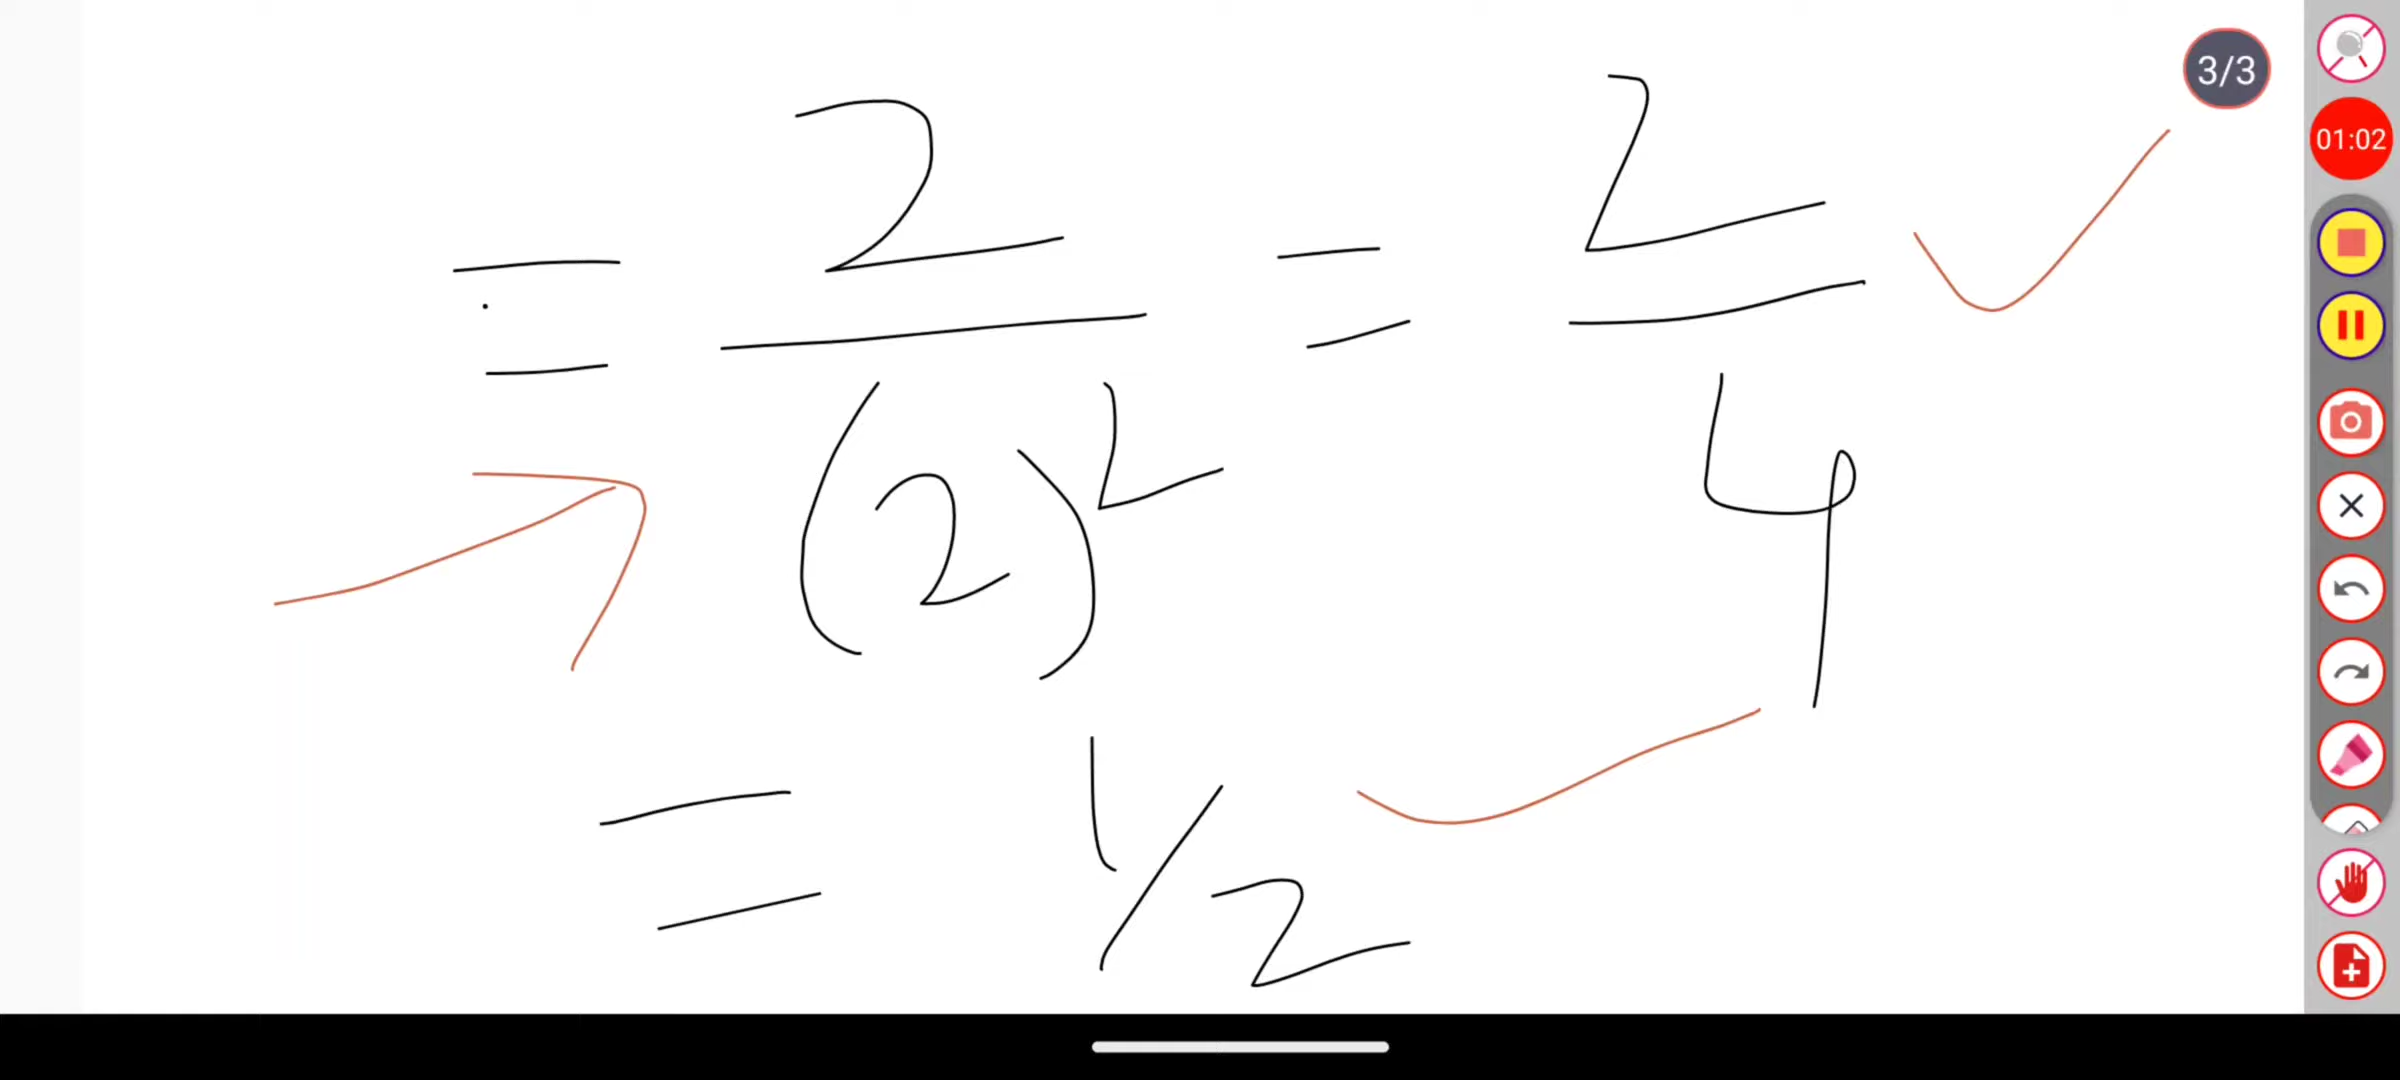 = 2/(2)² = 2/4
= 1/2
3/3
01:02